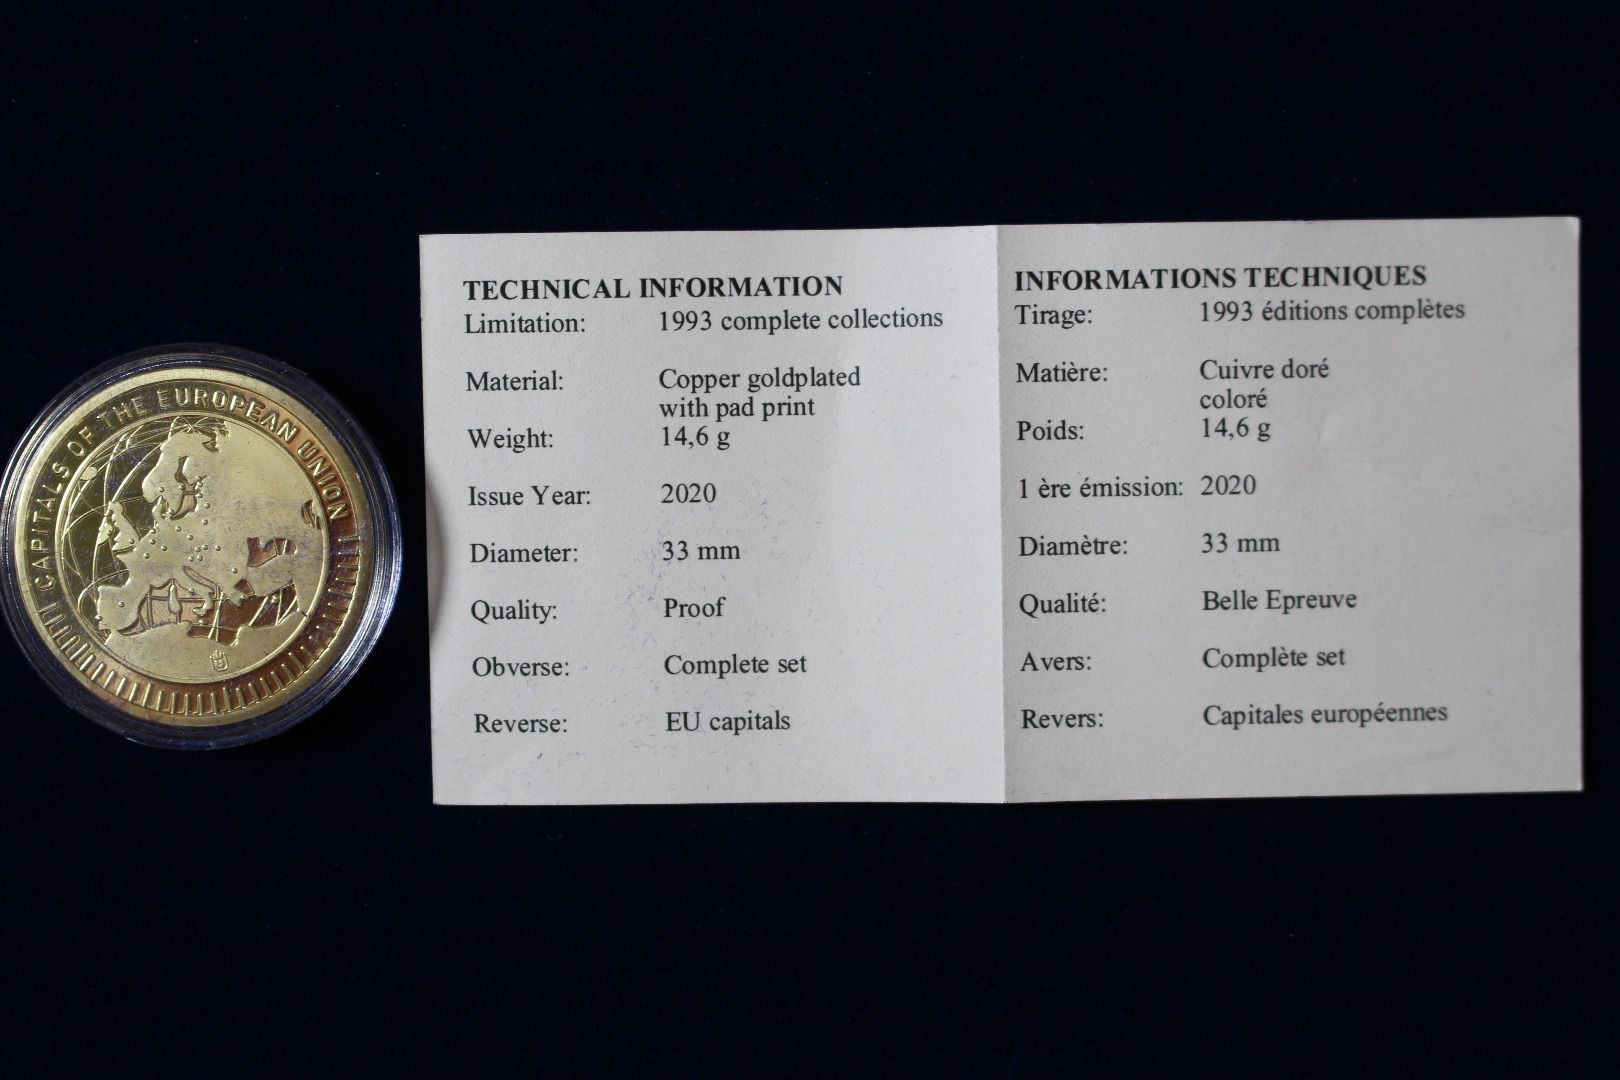 CAPITALS OF THE EUROPEAN UNION
TECHNICAL INFORMATION
Limitation: 1993 complete collections
Material: Copper goldplated
with pad print
Weight: 14,6 g
Issue Year: 2020
Diameter: 33 mm
Quality: Proof
Obverse: Complete set
Reverse: EU capitals
INFORMATIONS TECHNIQUES
Tirage: 1993 éditions complètes
Matière: Cuivre doré
coloré
Poids: 14,6 g
1 ère émission: 2020
Diamètre: 33 mm
Qualité: Belle Epreuve
Avers: Complète set
Revers: Capitales européennes